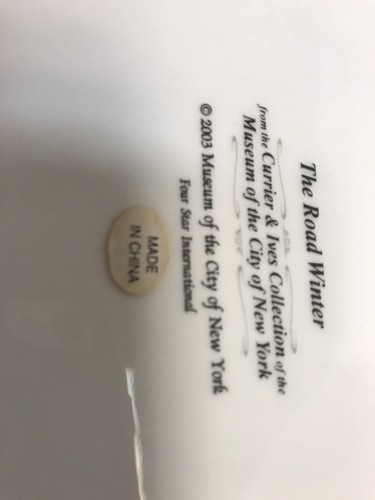 The Road Winter
from the Currier & Ives Collection of the
Museum of the City of New York
© 2003 Museum of the City of New York
Four Star International
MADE
IN CHINA